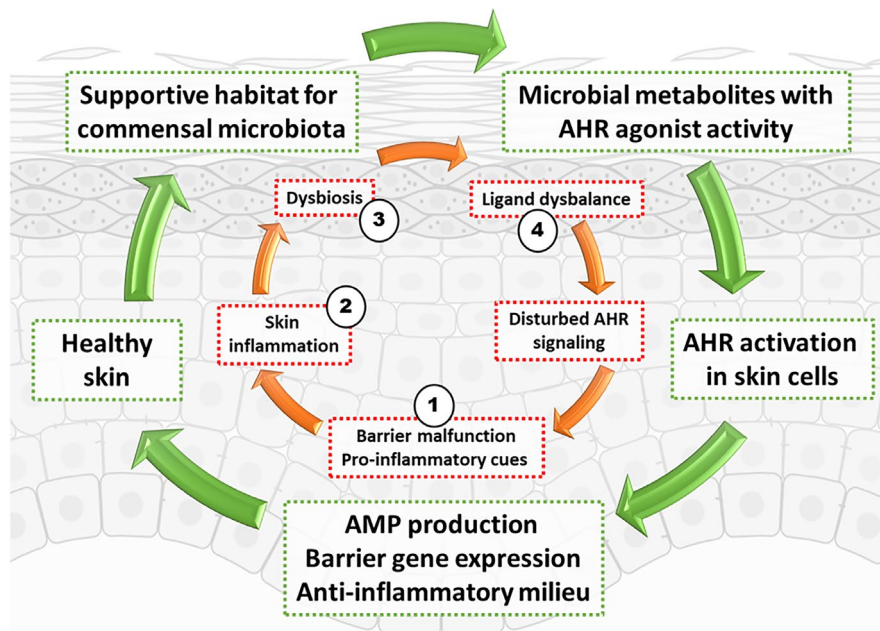 Supportive habitat for
commensal microbiota
Microbial metabolites with
AHR agonist activity
Dysbiosis
3
Ligand dysbalance
4
2
Skin
inflammation
Disturbed AHR
signaling
Healthy
skin
AHR activation
in skin cells
1
Barrier malfunction
Pro-inflammatory cues
AMP production
Barrier gene expression
Anti-inflammatory milieu